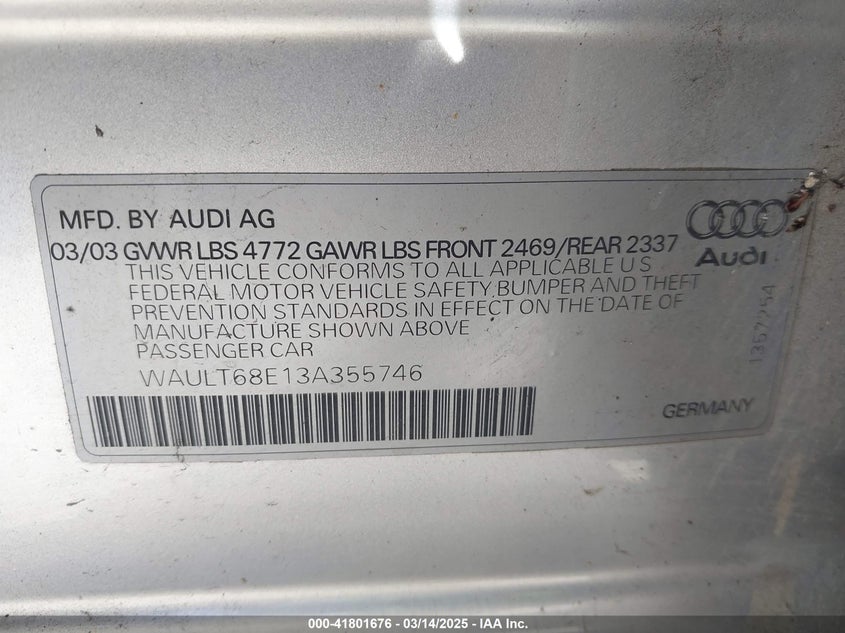 MFD. BY AUDI AG
03/03 GVWR LBS 4772 GAWR LBS FRONT 2469/REAR 2337
THIS VEHICLE CONFORMS TO ALL APPLICABLE U S
FEDERAL MOTOR VEHICLE SAFETY, BUMPER AND THEFT
PREVENTION STANDARDS IN EFFECT ON THE DATE OF
MANUFACTURE SHOWN ABOVE
PASSENGER CAR
WAULT68E13A355746
Audi
1357254
GERMANY
000-41801676 - 03/14/2025 - IAA Inc.